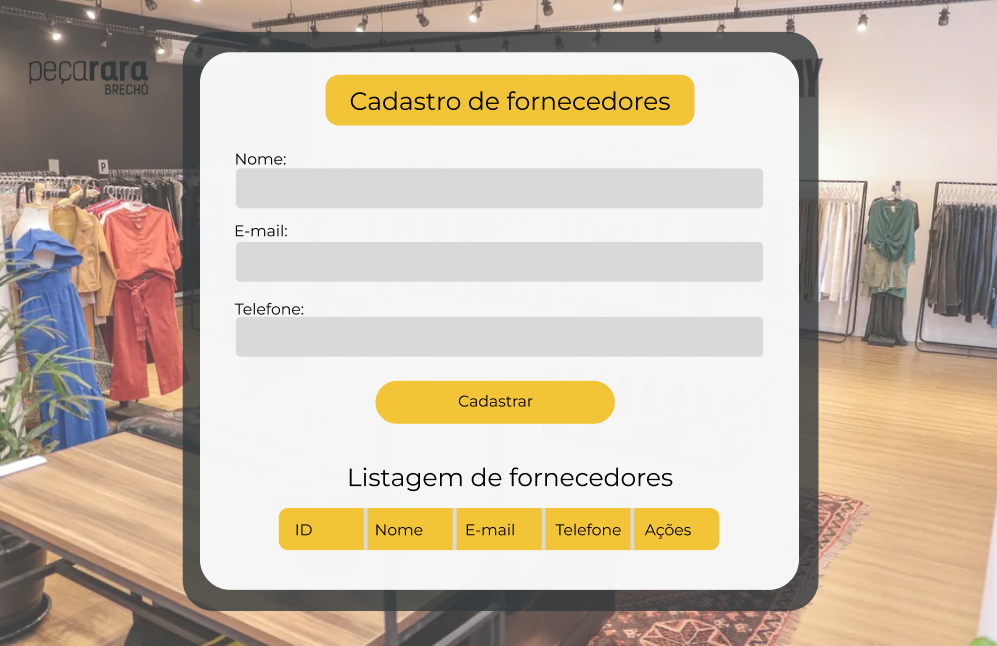 peçarara
BRECHÓ
Cadastro de fornecedores
Nome:
E-mail:
Telefone:
Cadastrar
Listagem de fornecedores
ID Nome E-mail Telefone Ações